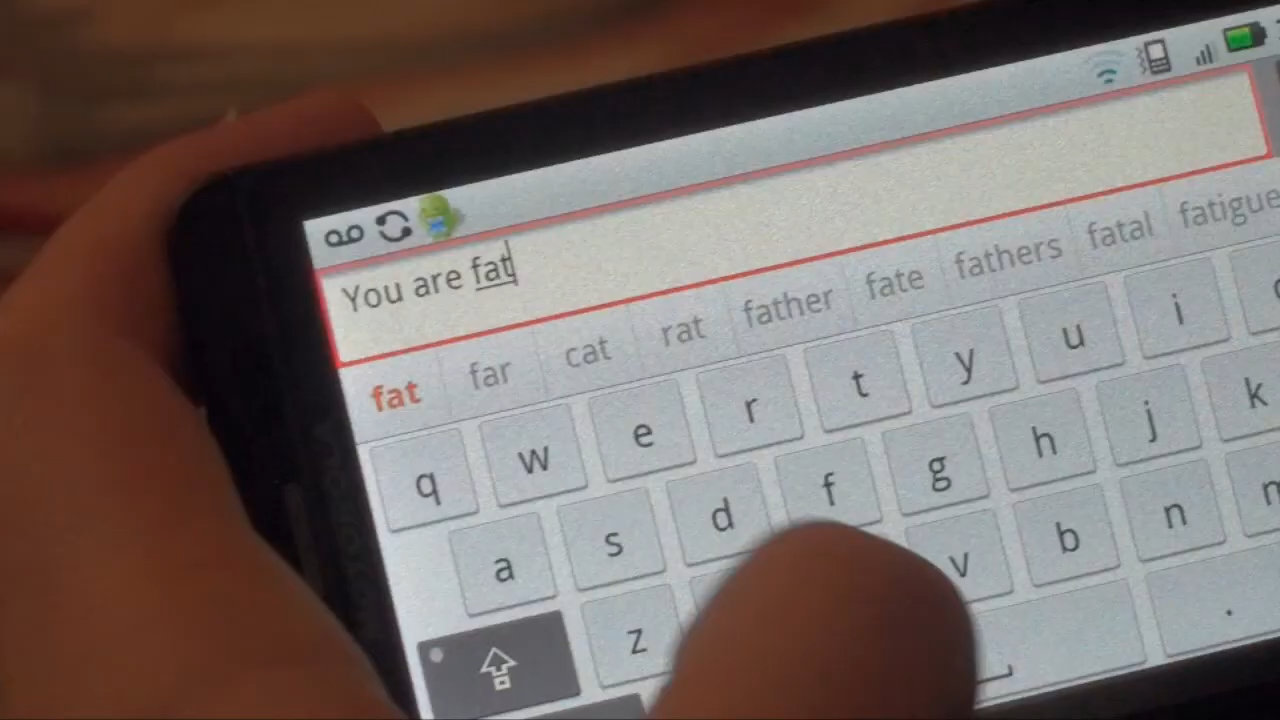 You are fat
fat far cat rat father fate fathers fatal fatigue
q w e r t y u i
a s d f g h j k
z v b n
.